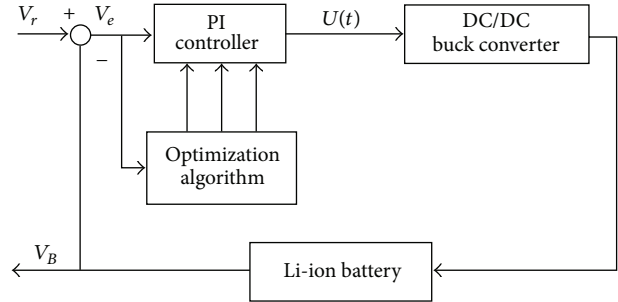 V_r
+
V_e
−
PI
controller
U(t)
DC/DC
buck converter
Optimization
algorithm
V_B
Li-ion battery